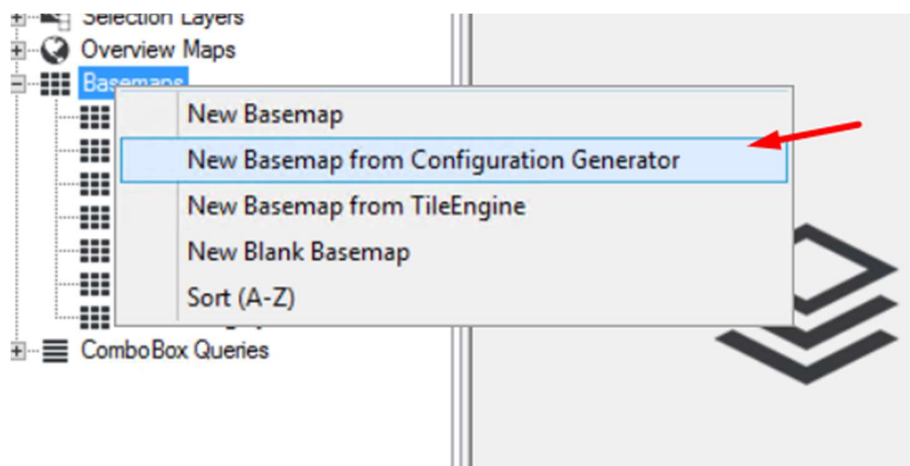 Selection Layers
Overview Maps
Basemaps
New Basemap
New Basemap from Configuration Generator
New Basemap from TileEngine
New Blank Basemap
Sort (A-Z)
ComboBox Queries